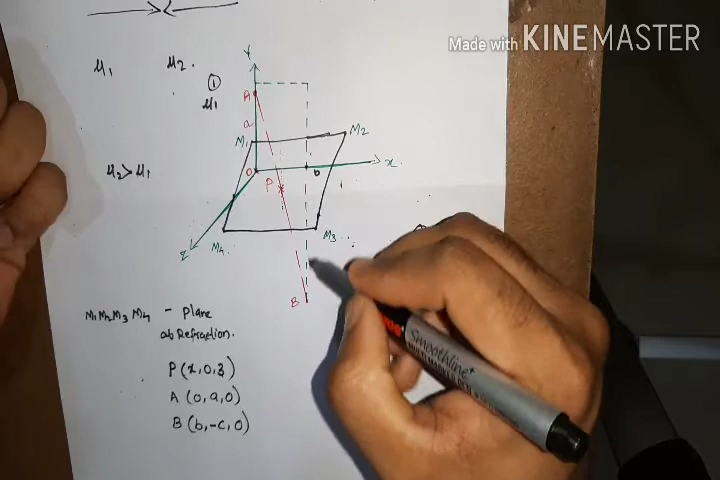 Made with KINEMASTER
μ1 μ2.
Y
①
μ1
A
a
M1
M2
μ2>μ1
O
b
x
P
Z
M4
M3
B
M1M2M3M4 - Plane
ob Refraction.
P(x,0,z)
A(0,a,0)
B(b,-c,0)
Smoothline